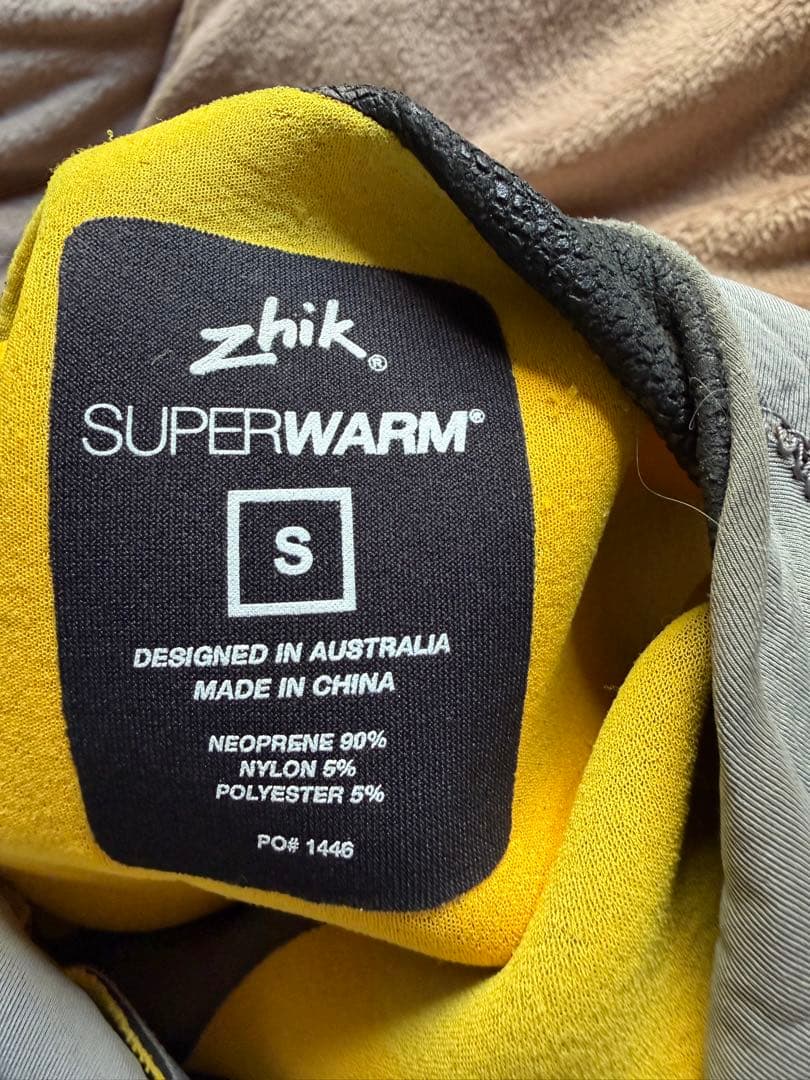 zhik®
SUPERWARM®
S
DESIGNED IN AUSTRALIA
MADE IN CHINA
NEOPRENE 90%
NYLON 5%
POLYESTER 5%
PO# 1446